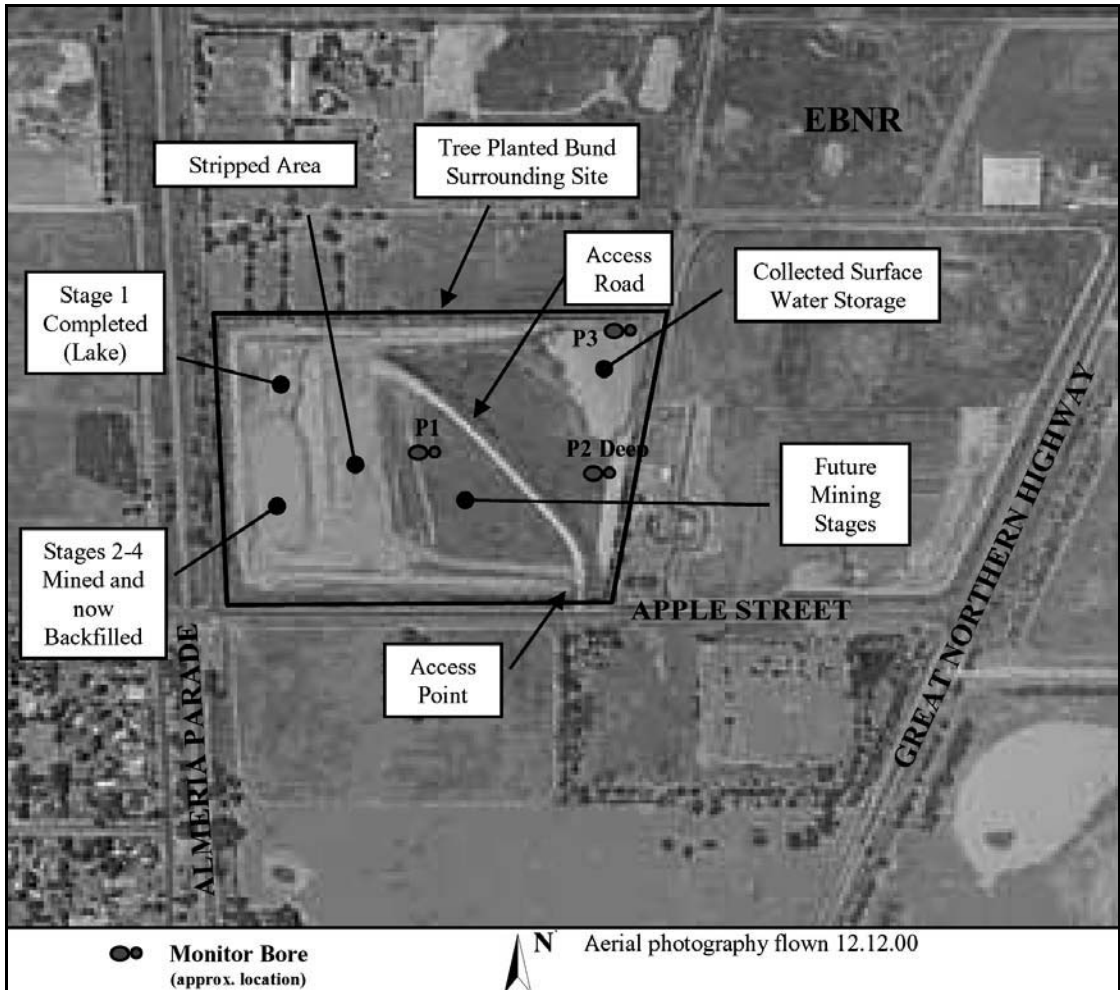 EBNR
Tree Planted Bund
Surrounding Site
Stripped Area
Access
Road
Collected Surface
Water Storage
Stage 1
Completed
(Lake)
P3
P1
P2 Deep
Future
Mining
Stages
Stages 2-4
Mined and
now
Backfilled
APPLE STREET
Access
Point
ALMERIA PARADE
GREAT NORTHERN HIGHWAY
Monitor Bore
(approx. location)
N
Aerial photography flown 12.12.00